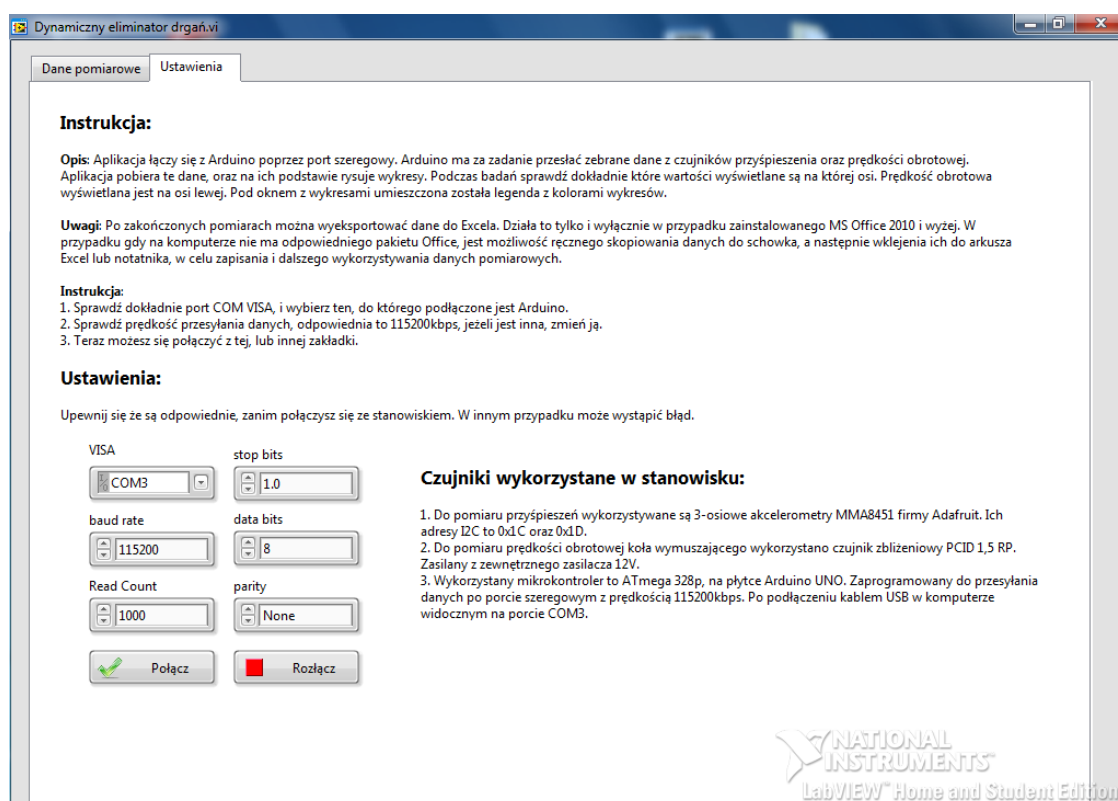 Dynamiczny eliminator drgań.vi
Dane pomiarowe
Ustawienia
Instrukcja:
Opis: Aplikacja łączy się z Arduino poprzez port szeregowy. Arduino ma za zadanie przesłać zebrane dane z czujników przyśpieszenia oraz prędkości obrotowej.
Aplikacja pobiera te dane, oraz na ich podstawie rysuje wykresy. Podczas badań sprawdź dokładnie które wartości wyświetlane są na której osi. Prędkość obrotowa
wyświetlana jest na osi lewej. Pod oknem z wykresami umieszczona została legenda z kolorami wykresów.
Uwagi: Po zakończonych pomiarach można wyeksportować dane do Excela. Działa to tylko i wyłącznie w przypadku zainstalowanego MS Office 2010 i wyżej. W
przypadku gdy na komputerze nie ma odpowiedniego pakietu Office, jest możliwość ręcznego skopiowania danych do schowka, a następnie wklejenia ich do arkusza
Excel lub notatnika, w celu zapisania i dalszego wykorzystywania danych pomiarowych.
Instrukcja:
1. Sprawdź dokładnie port COM VISA, i wybierz ten, do którego podłączone jest Arduino.
2. Sprawdź prędkość przesyłania danych, odpowiednia to 115200kbps, jeżeli jest inna, zmień ją.
3. Teraz możesz się połączyć z tej, lub innej zakładki.
Ustawienia:
Upewnij się że są odpowiednie, zanim połączysz się ze stanowiskiem. W innym przypadku może wystąpić błąd.
VISA
stop bits
COM3
1.0
baud rate
data bits
115200
8
Read Count
parity
1000
None
Połącz
Rozłącz
Czujniki wykorzystane w stanowisku:
1. Do pomiaru przyśpieszeń wykorzystywane są 3-osiowe akcelerometry MMA8451 firmy Adafruit. Ich
adresy I2C to 0x1C oraz 0x1D.
2. Do pomiaru prędkości obrotowej koła wymuszającego wykorzystano czujnik zbliżeniowy PCID 1,5 RP.
Zasilany z zewnętrznego zasilacza 12V.
3. Wykorzystany mikrokontroler to ATmega 328p, na płytce Arduino UNO. Zaprogramowany do przesyłania
danych po porcie szeregowym z prędkością 115200kbps. Po podłączeniu kablem USB w komputerze
widocznym na porcie COM3.
NATIONAL
INSTRUMENTS™
LabVIEW™ Home and Student Edition